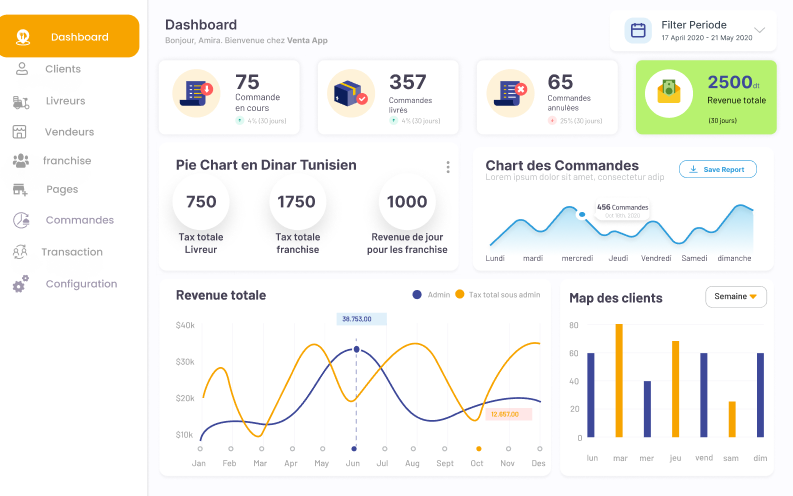 Dashboard
Clients
Livreurs
Vendeurs
franchise
Pages
Commandes
Transaction
Configuration
Dashboard
Bonjour, Amira. Bienvenue chez Venta App
Filter Periode
17 April 2020 - 21 May 2020
75
Commande
en cours
4% (30 jours)
357
Commandes
livrés
4% (30 jours)
65
Commandes
annulées
25% (30 jours)
2500dt
Revenue totale
(30 jours)
Pie Chart en Dinar Tunisien
750
Tax totale
Livreur
1750
Tax totale
franchise
1000
Revenue de jour
pour les franchise
Chart des Commandes
Lorem ipsum dolor sit amet, consectetur adip
Save Report
456 Commandes
Oct 18th, 2020
Lundi mardi mercredi Jeudi Vendredi Samedi dimanche
Revenue totale
Admin Tax total sous admin
38.753,00
$40k
$30k
$20k
$10k
12.657,00
Jan Feb Mar Apr May Jun Jul Aug Sept Oct Nov Des
Map des clients
Semaine
80
60
40
20
0
lun mar mer jeu vend sam dim